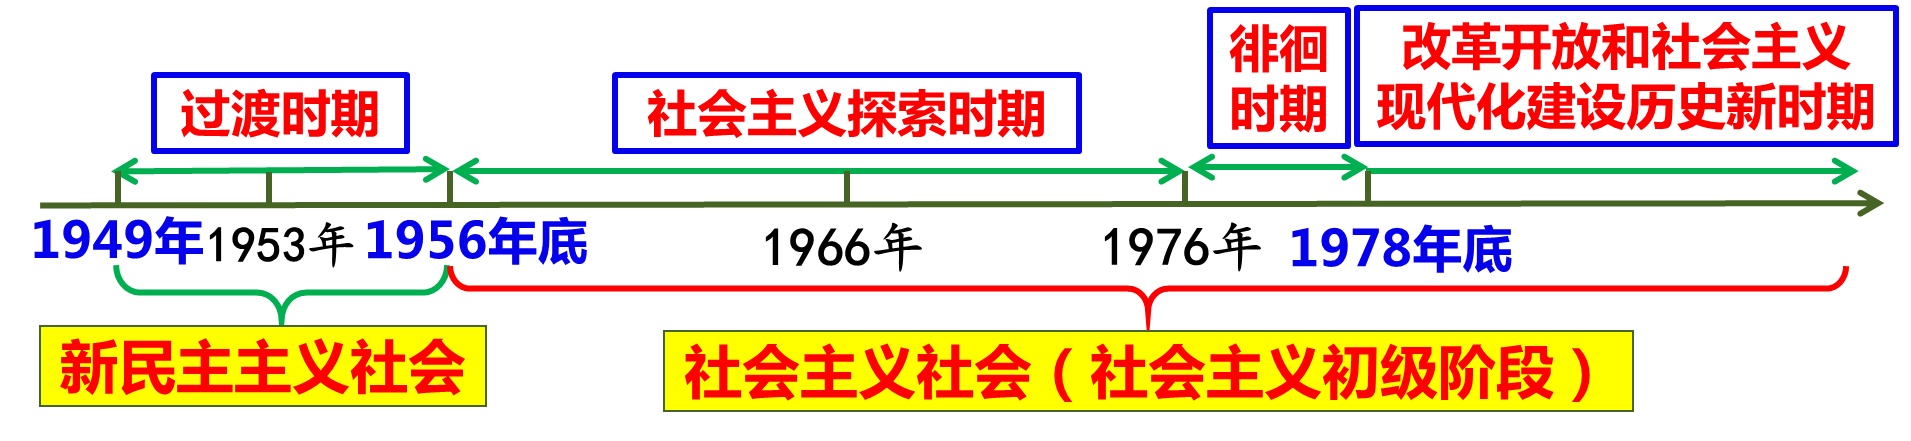 过渡时期
社会主义探索时期
徘徊
时期
改革开放和社会主义
现代化建设历史新时期
1949年
1953年
1956年底
1966年
1976年
1978年底
新民主主义社会
社会主义社会（社会主义初级阶段）